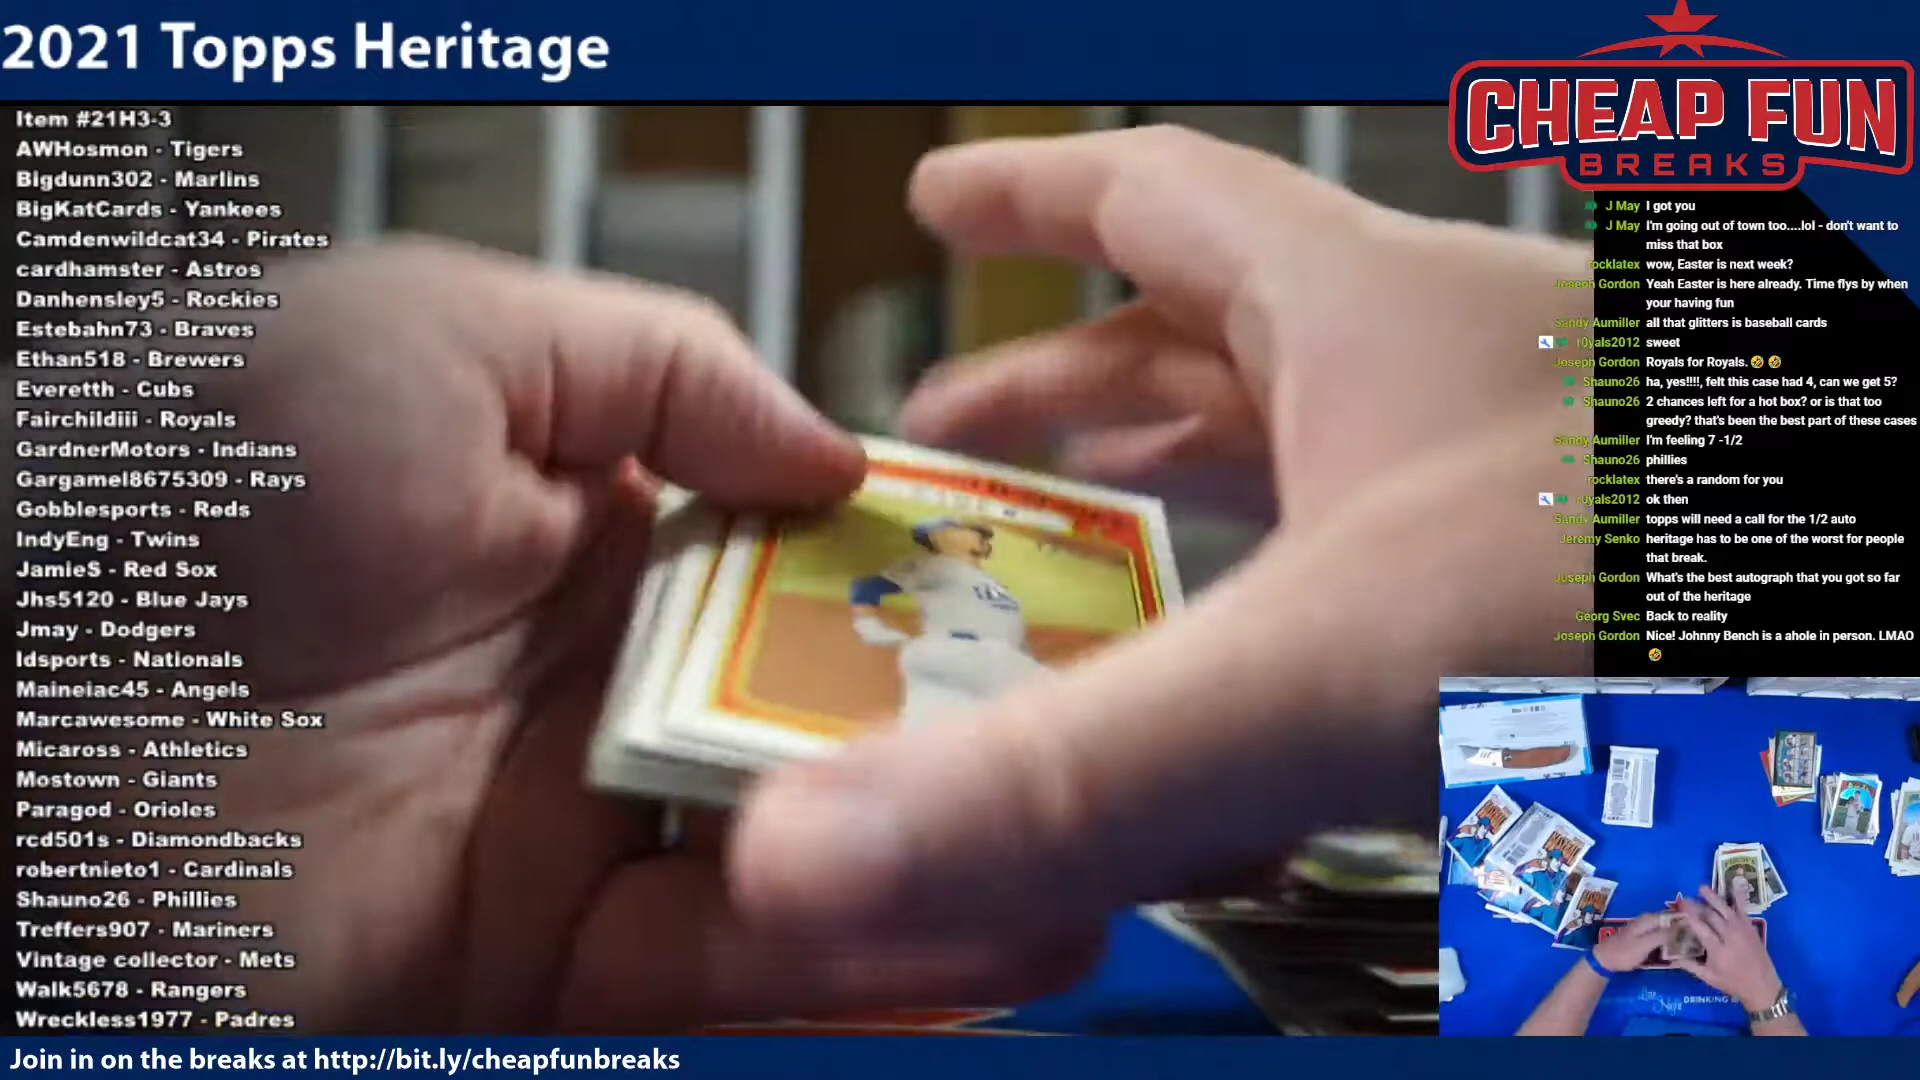 2021 Topps Heritage
CHEAP FUN
BREAKS
Item #21H3-3
AWHosmon - Tigers
Bigdunn302 - Marlins
BigKatCards - Yankees
Camdenwildcat34 - Pirates
cardhamster - Astros
Danhensley5 - Rockies
Estebahn73 - Braves
Ethan518 - Brewers
Everetth - Cubs
Fairchildiii - Royals
GardnerMotors - Indians
Gargamel8675309 - Rays
Gobblesports - Reds
IndyEng - Twins
JamieS - Red Sox
Jhs5120 - Blue Jays
Jmay - Dodgers
ldsports - Nationals
Maineiac45 - Angels
Marcawesome - White Sox
Micaross - Athletics
Mostown - Giants
Paragod - Orioles
rcd501s - Diamondbacks
robertnieto1 - Cardinals
Shauno26 - Phillies
Treffers907 - Mariners
Vintage collector - Mets
Walk5678 - Rangers
Wreckless1977 - Padres
J May I got you
J May I'm going out of town too....lol - don't want to
miss that box
rocklatex wow, Easter is next week?
Joseph Gordon Yeah Easter is here already. Time flys by when
your having fun
Sandy Aumiller all that glitters is baseball cards
r0yals2012 sweet
Joseph Gordon Royals for Royals. 🤣 🤣
Shauno26 ha, yes!!!!, felt this case had 4, can we get 5?
Shauno26 2 chances left for a hot box? or is that too
greedy? that's been the best part of these cases
Sandy Aumiller I'm feeling 7 -1/2
Shauno26 phillies
rocklatex there's a random for you
r0yals2012 ok then
Sandy Aumiller topps will need a call for the 1/2 auto
Jeremy Senko heritage has to be one of the worst for people
that break.
Joseph Gordon What's the best autograph that you got so far
out of the heritage
Georg Svec Back to reality
Joseph Gordon Nice! Johnny Bench is a ahole in person. LMAO
🤣
DRINKING
Join in on the breaks at http://bit.ly/cheapfunbreaks